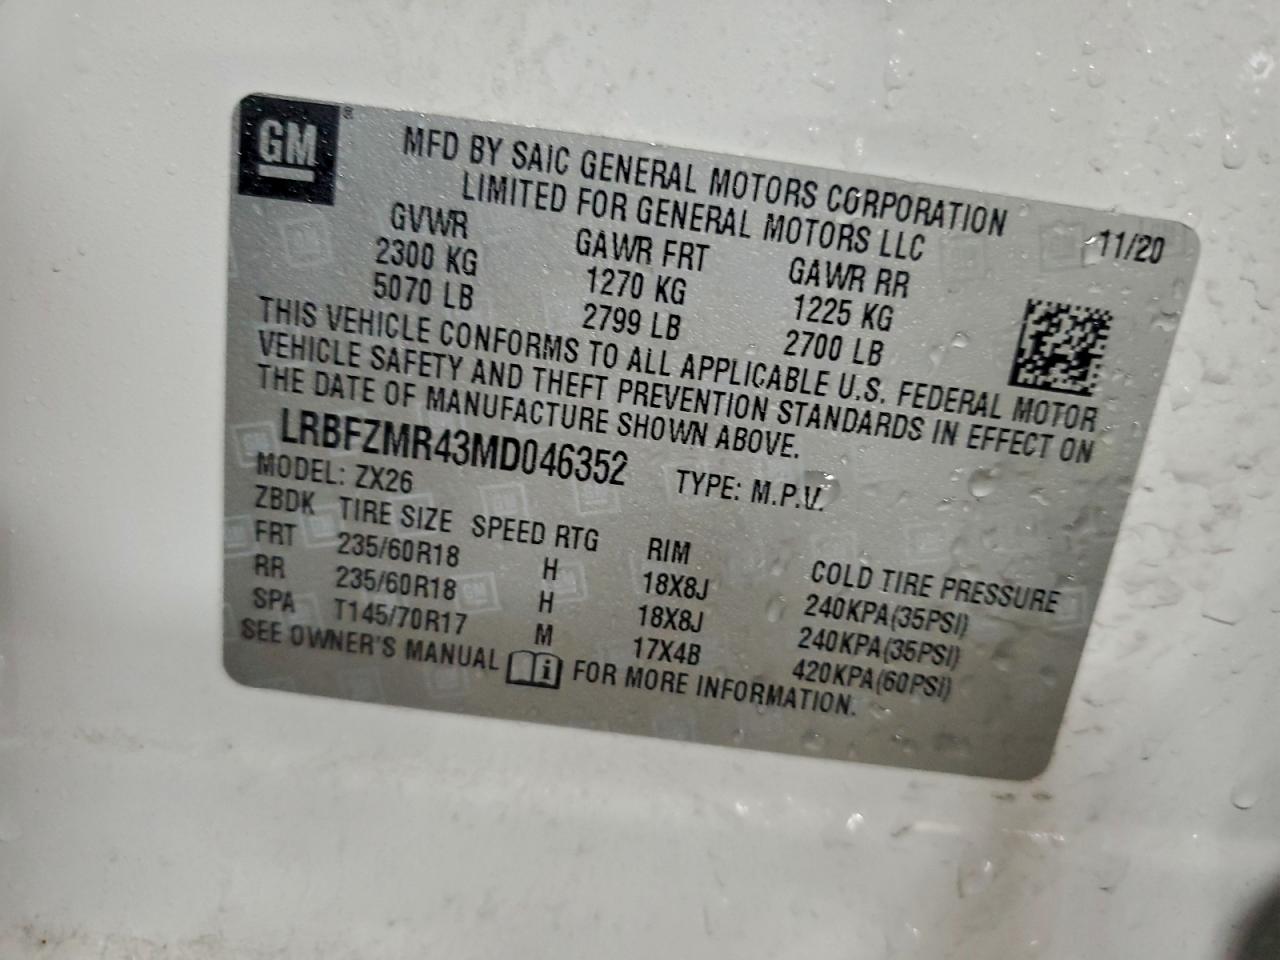 GM ®
MFD BY SAIC GENERAL MOTORS CORPORATION
LIMITED FOR GENERAL MOTORS LLC
11/20
GVWR GAWR FRT GAWR RR
2300 KG 1270 KG 1225 KG
5070 LB 2799 LB 2700 LB
THIS VEHICLE CONFORMS TO ALL APPLICABLE U.S. FEDERAL MOTOR
VEHICLE SAFETY AND THEFT PREVENTION STANDARDS IN EFFECT ON
THE DATE OF MANUFACTURE SHOWN ABOVE.
LRBFZMR43MD046352 TYPE: M.P.V.
MODEL: ZX26
ZBDK TIRE SIZE SPEED RTG RIM COLD TIRE PRESSURE
FRT 235/60R18 H 18X8J 240KPA(35PSI)
RR 235/60R18 H 18X8J 240KPA(35PSI)
SPA T145/70R17 M 17X4B 420KPA(60PSI)
SEE OWNER'S MANUAL i FOR MORE INFORMATION.